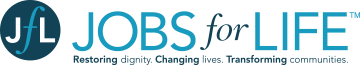 JfL JOBS for LIFE™
Restoring dignity. Changing lives. Transforming communities.